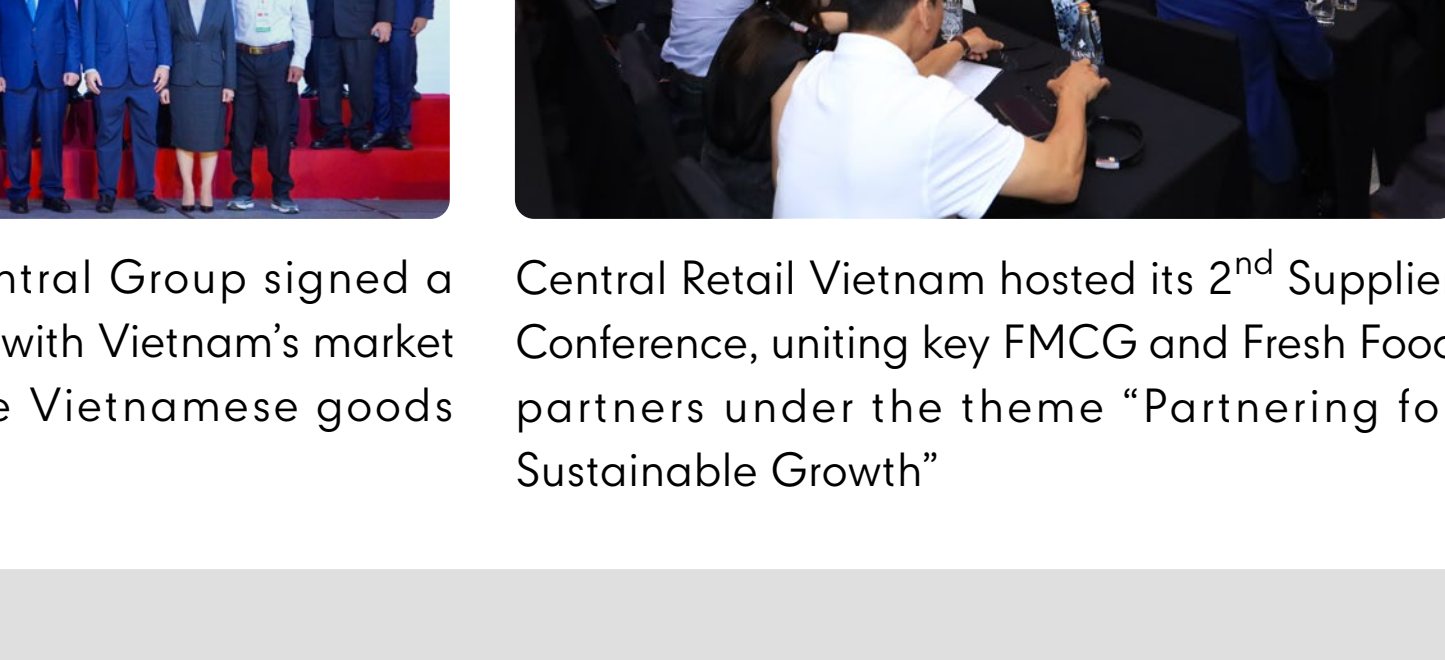 ntral Group signed a
with Vietnam's market
e Vietnamese goods
Central Retail Vietnam hosted its 2nd Supplie
Conference, uniting key FMCG and Fresh Food
partners under the theme “Partnering fo
Sustainable Growth”